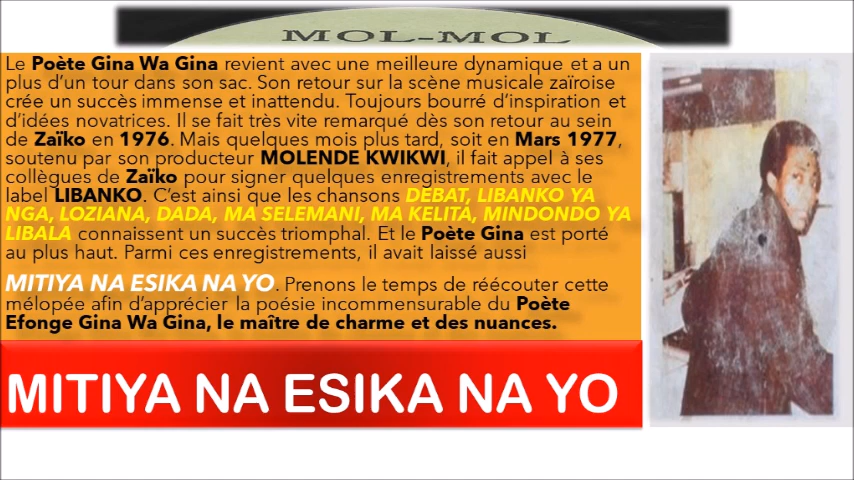 MOL-MOL
Le Poète Gina Wa Gina revient avec une meilleure dynamique et a un
plus d'un tour dans son sac. Son retour sur la scène musicale zaïroise
crée un succès immense et inattendu. Toujours bourré d'inspiration et
d'idées novatrices. Il se fait très vite remarqué dès son retour au sein
de Zaïko en 1976. Mais quelques mois plus tard, soit en Mars 1977,
soutenu par son producteur MOLENDE KWIKWI, il fait appel à ses
collègues de Zaïko pour signer quelques enregistrements avec le
label LIBANKO. C'est ainsi que les chansons DEBAT, LIBANKO YA
NGA, LOZIANA, DADA, MA SELEMANI, MA KELITA, MINDONDO YA
LIBALA connaissent un succès triomphal. Et le Poète Gina est porté
au plus haut. Parmi ces enregistrements, il avait laissé aussi
MITIYA NA ESIKA NA YO. Prenons le temps de réécouter cette
mélopée afin d'apprécier la poésie incommensurable du Poète
Efonge Gina Wa Gina, le maître de charme et des nuances.
MITIYA NA ESIKA NA YO